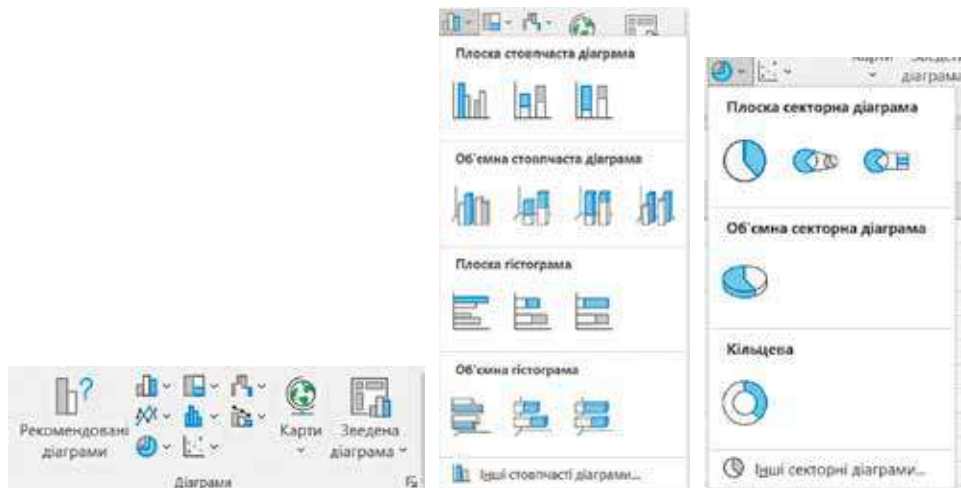 Рекомендовані
діаграми
Карти
Зведена
діаграма
Діаграми
Плоска стовпчаста діаграма
Об'ємна стовпчаста діаграма
Плоска гістограма
Об'ємна гістограма
Інші стовпчасті діаграми...
діаграма
Плоска секторна діаграма
Об'ємна секторна діаграма
Кільцева
Інші секторні діаграми...